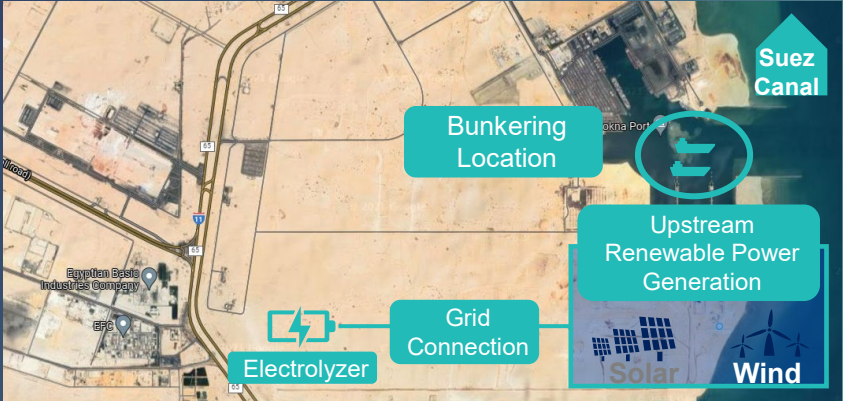 65
Suez
Canal
Bunkering
Location
okna Port
65
65
Upstream
Renewable Power
Generation
11
65
Egyptian Basic
Industries Company
EFC
Grid
Connection
Electrolyzer
Solar
Wind
65